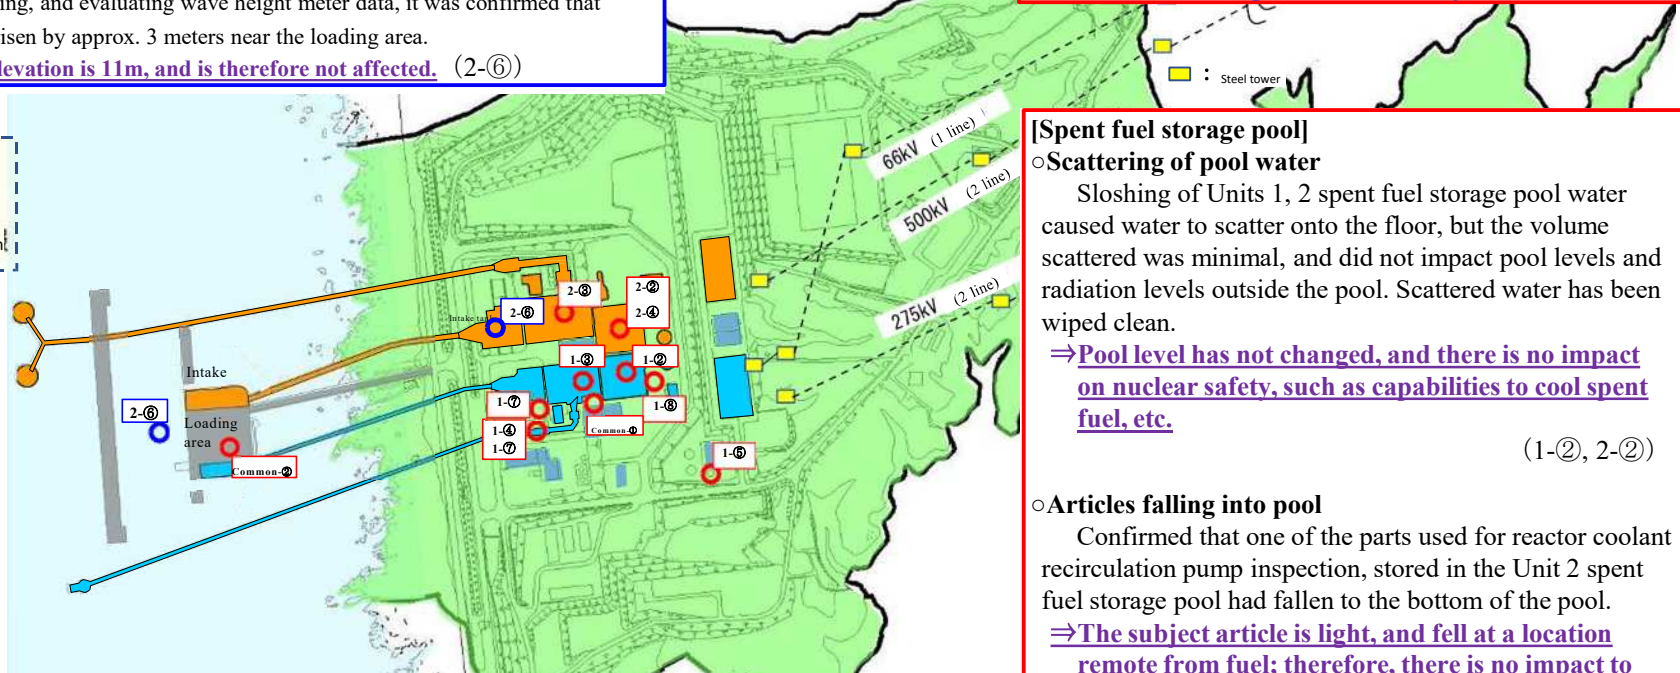 ing, and evaluating wave height meter data, it was confirmed that
isen by approx. 3 meters near the loading area.
levation is 11m, and is therefore not affected. (2-⑥)
: Steel tower
66kV (1 line)
500kV (2 line)
275kV (2 line)
2-③
2-②
2-④
2-⑥
1-③
1-②
Intake
2-⑥
Loading
area
Common-②
1-⑦
1-⑧
1-④
1-⑦
Common-①
1-⑤
[Spent fuel storage pool]
○Scattering of pool water
Sloshing of Units 1, 2 spent fuel storage pool water
caused water to scatter onto the floor, but the volume
scattered was minimal, and did not impact pool levels and
radiation levels outside the pool. Scattered water has been
wiped clean.
⇒Pool level has not changed, and there is no impact
on nuclear safety, such as capabilities to cool spent
fuel, etc.
(1-②, 2-②)
○Articles falling into pool
Confirmed that one of the parts used for reactor coolant
recirculation pump inspection, stored in the Unit 2 spent
fuel storage pool had fallen to the bottom of the pool.
⇒The subject article is light, and fell at a location
remote from fuel; therefore, there is no impact to